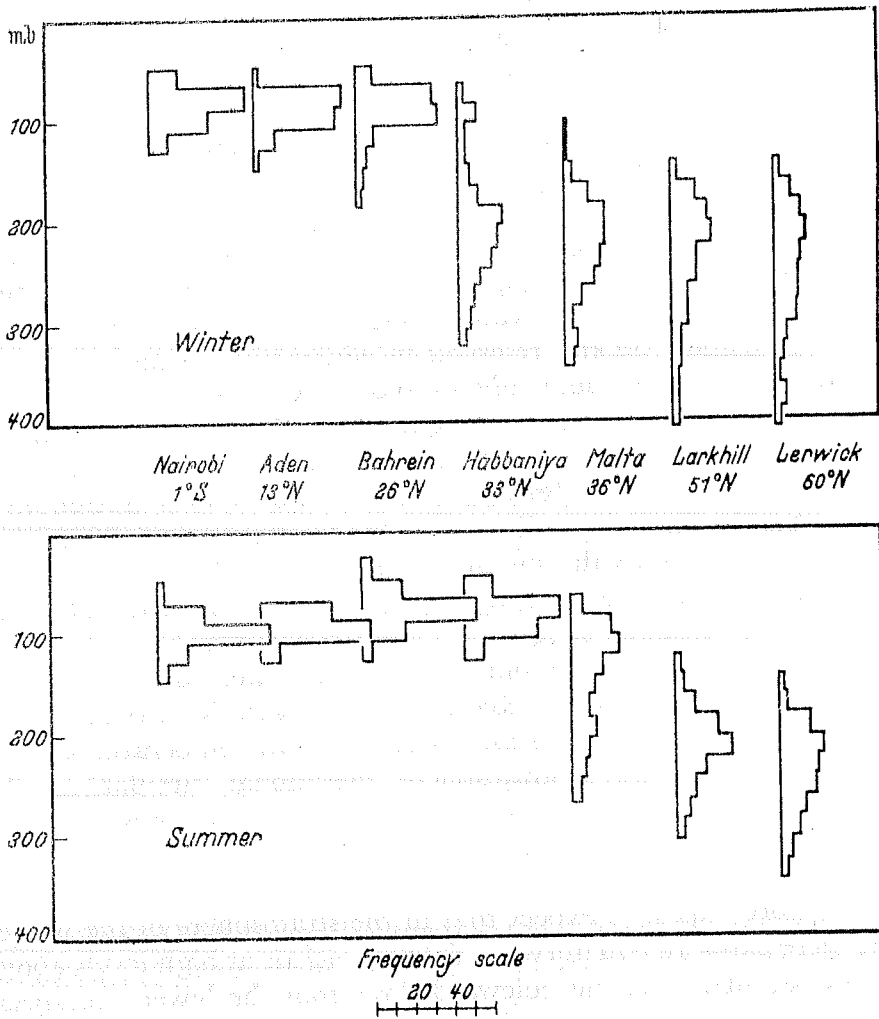 mb
100
200
300
Winter
400
Nairobi Aden Bahrein Habbaniya Malta Larkhill Lerwick
1°S 13°N 26°N 33°N 36°N 51°N 60°N
100
200
300
Summer
400
Frequency scale
20 40